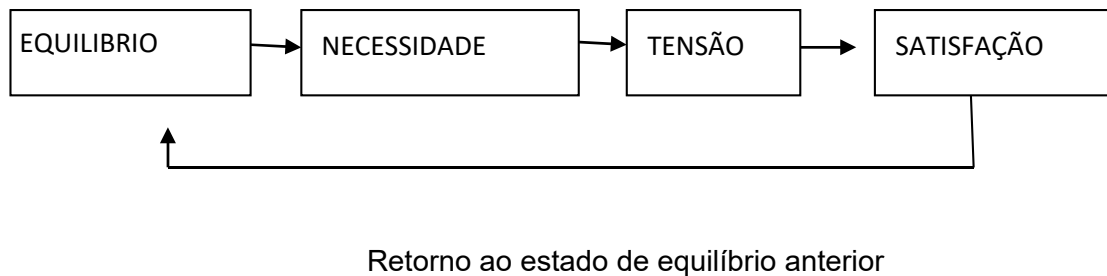 EQUILIBRIO NECESSIDADE TENSÃO SATISFAÇÃO
Retorno ao estado de equilíbrio anterior